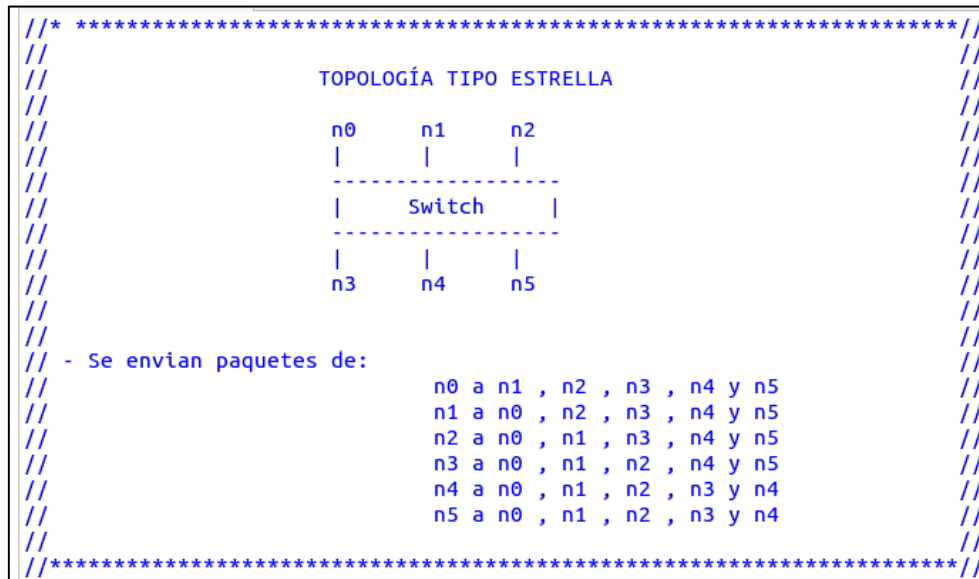 //* *********************************************************************//
// //
// TOPOLOGÍA TIPO ESTRELLA //
// //
// n0 n1 n2 //
// | | | //
// ------------------ //
// | Switch | //
// ------------------ //
// | | | //
// n3 n4 n5 //
// //
// //
// - Se envian paquetes de: //
// n0 a n1 , n2 , n3 , n4 y n5 //
// n1 a n0 , n2 , n3 , n4 y n5 //
// n2 a n0 , n1 , n3 , n4 y n5 //
// n3 a n0 , n1 , n2 , n4 y n5 //
// n4 a n0 , n1 , n2 , n3 y n4 //
// n5 a n0 , n1 , n2 , n3 y n4 //
// //
//***********************************************************************//